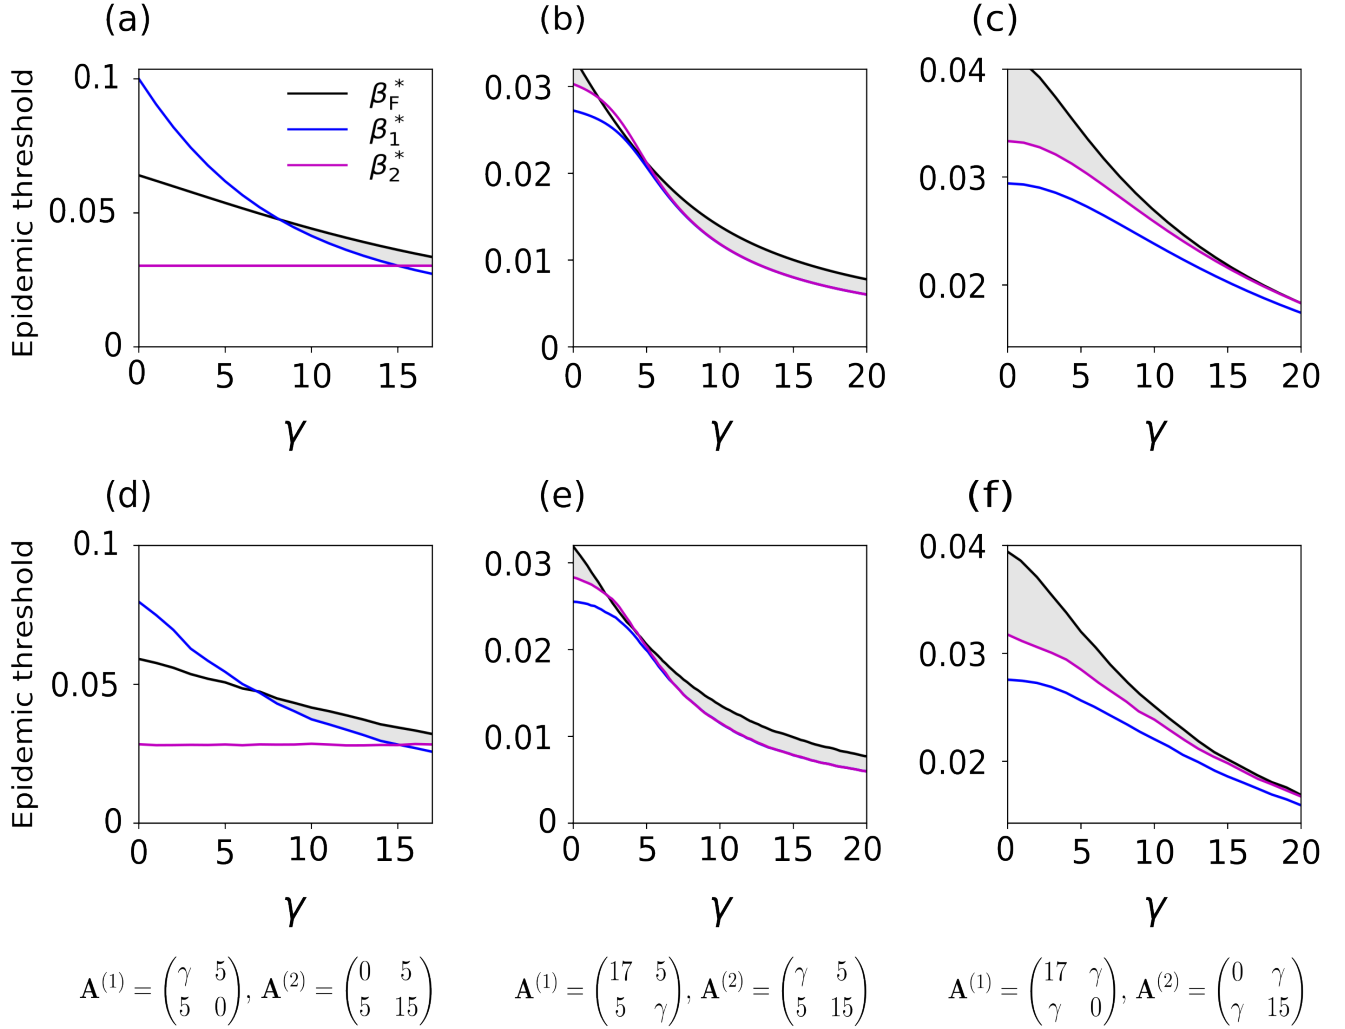 (a) (b) (c)
Epidemic threshold
0.1
0.05
0
0 5 10 15
γ
β_F^*
β_1^*
β_2^*
0.03
0.02
0.01
0
0 5 10 15 20
γ
0.04
0.03
0.02
0 5 10 15 20
γ
(d) (e) (f)
Epidemic threshold
0.1
0.05
0
0 5 10 15
γ
0.03
0.02
0.01
0
0 5 10 15 20
γ
0.04
0.03
0.02
0 5 10 15 20
γ
A^(1) = (γ 5
5 0), A^(2) = (0 5
5 15)
A^(1) = (17 5
5 γ), A^(2) = (γ 5
5 15)
A^(1) = (17 γ
γ 0), A^(2) = (0 γ
γ 15)